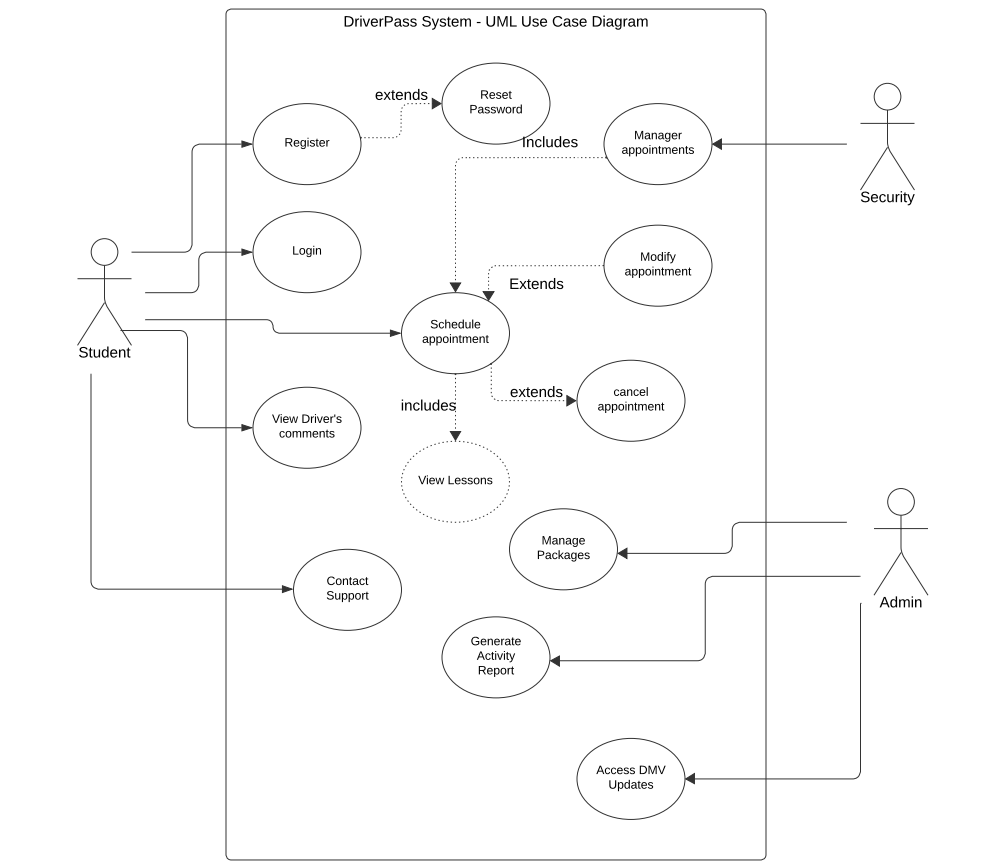 DriverPass System - UML Use Case Diagram
extends
Reset
Password
Register
Includes
Manager
appointments
Security
Login
Modify
appointment
Extends
Student
Schedule
appointment
includes
extends
cancel
appointment
View Driver's
comments
View Lessons
Manage
Packages
Contact
Support
Admin
Generate
Activity
Report
Access DMV
Updates